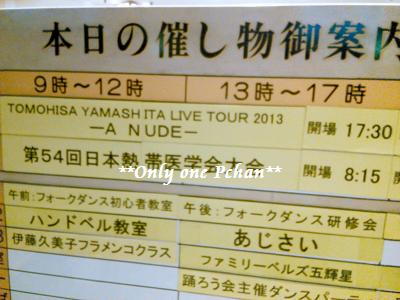 本日の催し物御案内
9時〜12時 13時〜17時
TOMOHISA YAMASHITA LIVE TOUR 2013
―A NUDE― 開場 17:30
第54回日本熱帯医学会大会 開場 8:15
**Only one Pchan**
午前:フォークダンス初心者教室 午後:フォークダンス研修会
ハンドベル教室 あじさい
伊藤久美子フラメンコクラス ファミリーベルズ五輝星
踊ろう会主催ダンスパーテ